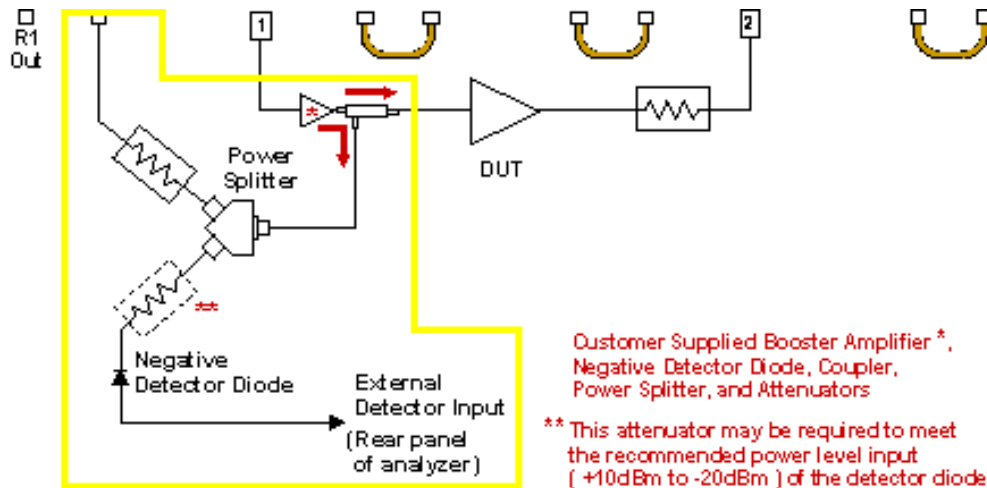 R1
Out
1
2
*
Power
Splitter
DUT
**
Negative
Detector Diode
External
Detector Input
(Rear panel
of analyzer)
Customer Supplied Booster Amplifier *,
Negative Detector Diode, Coupler,
Power Splitter, and Attenuators
** This attenuator may be required to meet
the recommended power level input
( +10dBm to -20dBm ) of the detector diode